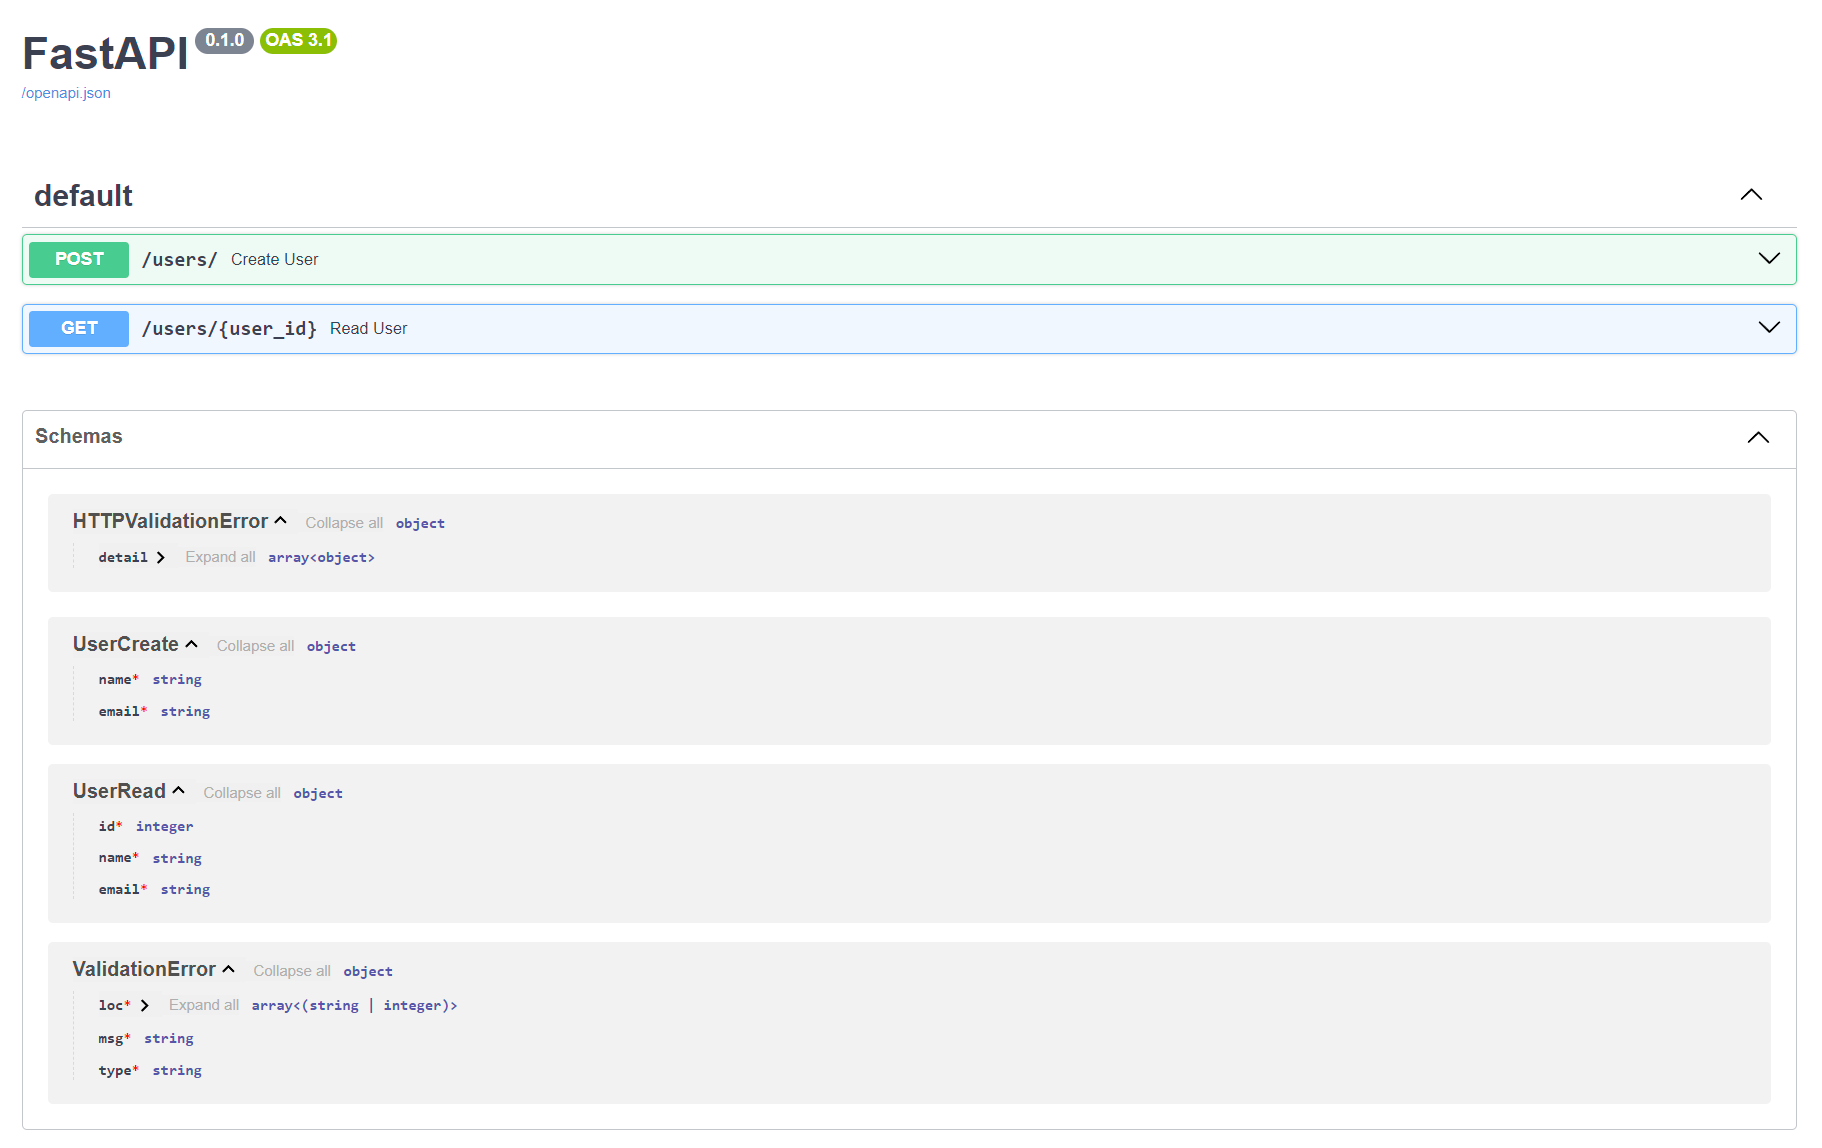 FastAPI 0.1.0 OAS 3.1
/openapi.json
default
POST /users/ Create User
GET /users/{user_id} Read User
Schemas
HTTPValidationError Collapse all object
detail Expand all array<object>
UserCreate Collapse all object
name* string
email* string
UserRead Collapse all object
id* integer
name* string
email* string
ValidationError Collapse all object
loc* Expand all array<(string | integer)>
msg* string
type* string